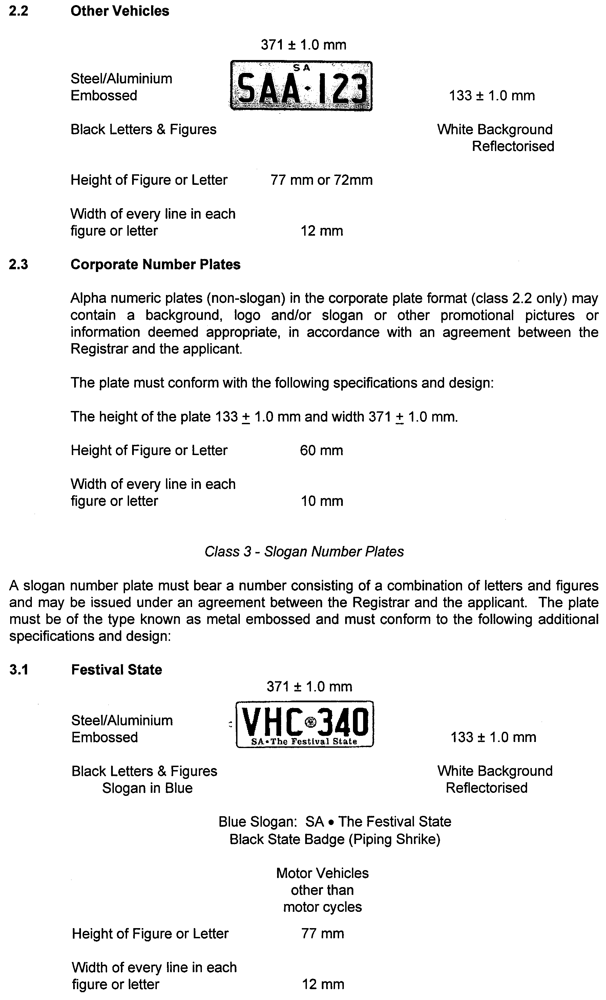 2.2 Other Vehicles
371 ± 1.0 mm
SA
SAA·123
Steel/Aluminium
Embossed
133 ± 1.0 mm
Black Letters & Figures
White Background
Reflectorised
Height of Figure or Letter 77 mm or 72mm
Width of every line in each
figure or letter 12 mm
2.3 Corporate Number Plates
Alpha numeric plates (non-slogan) in the corporate plate format (class 2.2 only) may
contain a background, logo and/or slogan or other promotional pictures or
information deemed appropriate, in accordance with an agreement between the
Registrar and the applicant.
The plate must conform with the following specifications and design:
The height of the plate 133 ± 1.0 mm and width 371 ± 1.0 mm.
Height of Figure or Letter 60 mm
Width of every line in each
figure or letter 10 mm
Class 3 - Slogan Number Plates
A slogan number plate must bear a number consisting of a combination of letters and figures
and may be issued under an agreement between the Registrar and the applicant. The plate
must be of the type known as metal embossed and must conform to the following additional
specifications and design:
3.1 Festival State
371 ± 1.0 mm
Steel/Aluminium
Embossed
VHC 340
SA•The Festival State
133 ± 1.0 mm
Black Letters & Figures
Slogan in Blue
White Background
Reflectorised
Blue Slogan: SA • The Festival State
Black State Badge (Piping Shrike)
Motor Vehicles
other than
motor cycles
Height of Figure or Letter 77 mm
Width of every line in each
figure or letter 12 mm